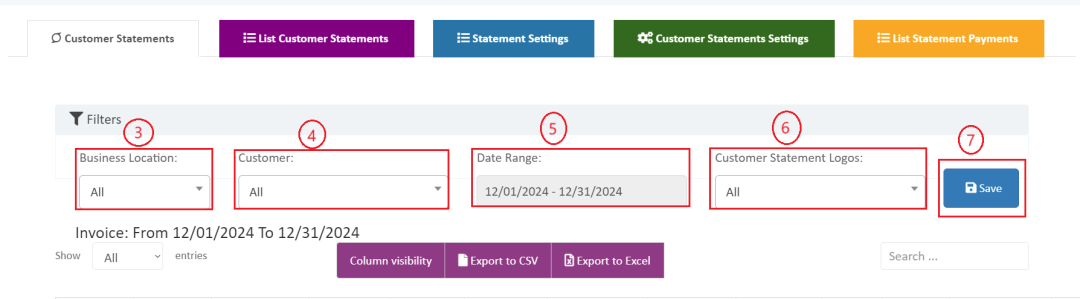 Customer Statements
List Customer Statements
Statement Settings
Customer Statements Settings
List Statement Payments
Filters
3
4
5
6
7
Business Location:
Customer:
Date Range:
Customer Statement Logos:
All
All
12/01/2024 - 12/31/2024
All
Save
Invoice: From 12/01/2024 To 12/31/2024
Show All entries
Column visibility
Export to CSV
Export to Excel
Search ...